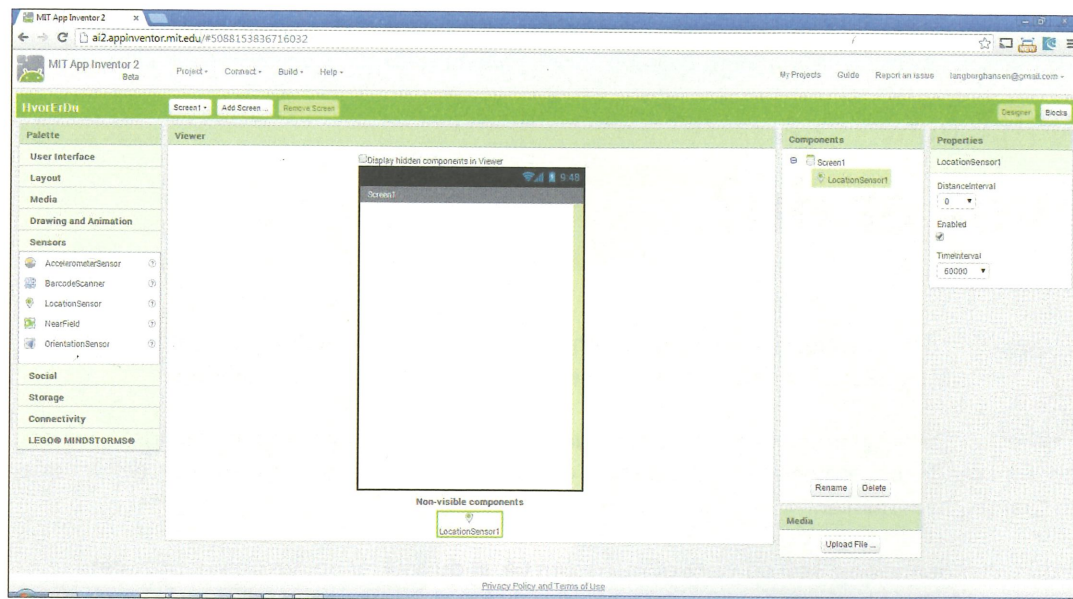 MIT App Inventor 2
ai2.appinventor.mit.edu/#5088153836716032
MIT App Inventor 2
Beta
Project
Connect
Build
Help
My Projects
Guide
Report an issue
langborghansen@gmail.com
HvorErDu
Screen1
Add Screen ...
Remove Screen
Designer
Blocks
Palette
User Interface
Layout
Media
Drawing and Animation
Sensors
AccelerometerSensor
BarcodeScanner
LocationSensor
NearField
OrientationSensor
Social
Storage
Connectivity
LEGO® MINDSTORMS®
Viewer
Display hidden components in Viewer
9:48
Screen1
Non-visible components
LocationSensor1
Components
Screen1
LocationSensor1
Rename
Delete
Media
Upload File ...
Properties
LocationSensor1
DistanceInterval
0
Enabled
TimeInterval
60000
Privacy Policy and Terms of Use